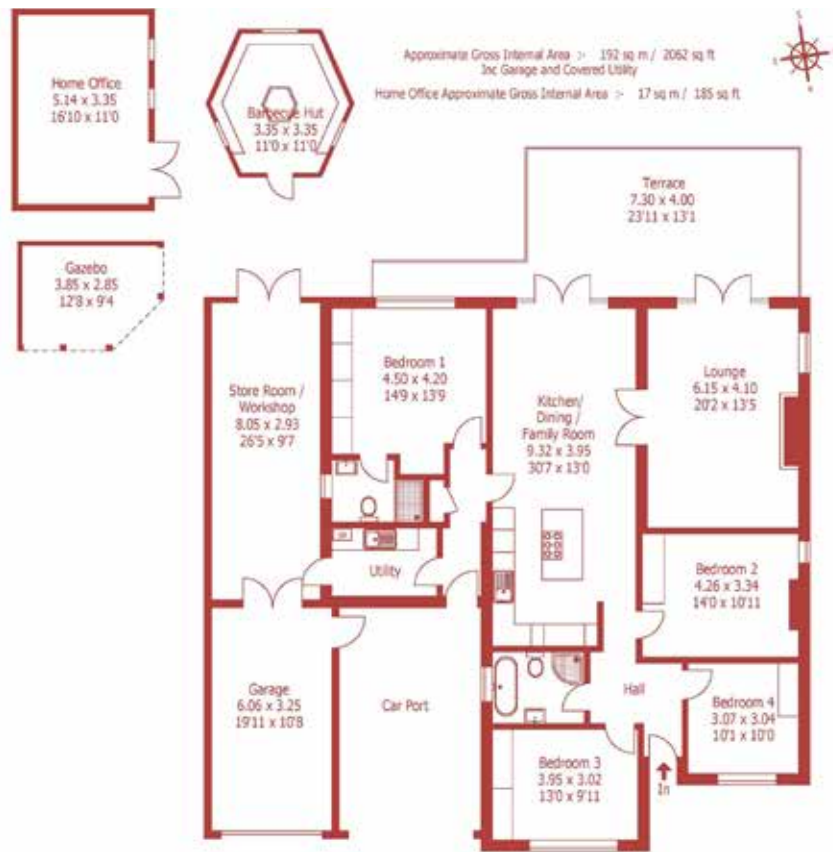 Home Office
5.14 x 3.35
16'10 x 11'0
Barbecue Hut
3.35 x 3.35
11'0 x 11'0
Approximate Gross Internal Area :- 192 sq m / 2062 sq ft
Inc Garage and Covered Utility
Home Office Approximate Gross Internal Area :- 17 sq m / 185 sq ft
Terrace
7.30 x 4.00
23'11 x 13'1
Gazebo
3.85 x 2.85
12'8 x 9'4
Store Room /
Workshop
8.05 x 2.93
26'5 x 9'7
Bedroom 1
4.50 x 4.20
14'9 x 13'9
Kitchen/
Dining /
Family Room
9.32 x 3.95
30'7 x 13'0
Lounge
6.15 x 4.10
20'2 x 13'5
Utility
Bedroom 2
4.26 x 3.34
14'0 x 10'11
Garage
6.06 x 3.25
19'11 x 10'8
Car Port
Hall
Bedroom 4
3.07 x 3.04
10'1 x 10'0
Bedroom 3
3.95 x 3.02
13'0 x 9'11
In